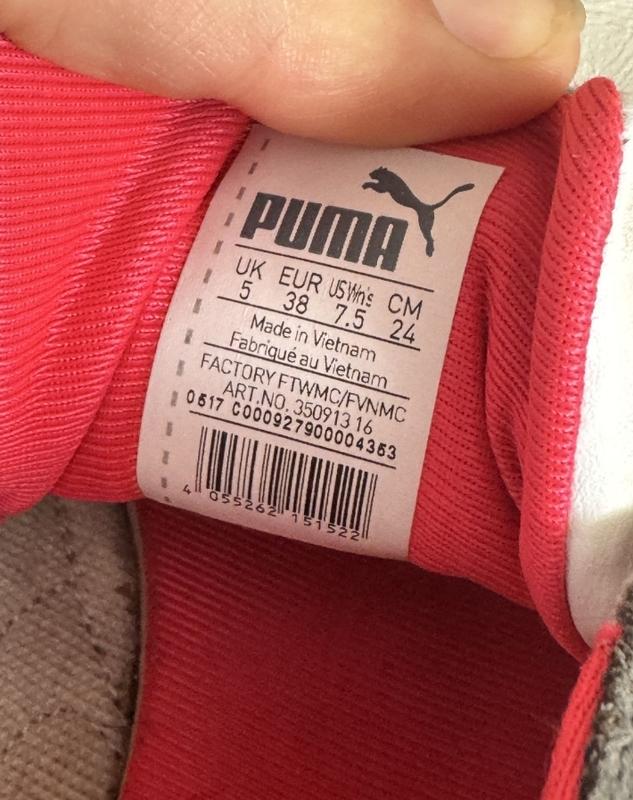 PUMA
UK EUR US Wn's CM
5 38 7.5 24
Made in Vietnam
Fabriqué au Vietnam
FACTORY FTWMC/FVNMC
ART.NO. 350913 16
0517 C000927900004353
4 055262 151522